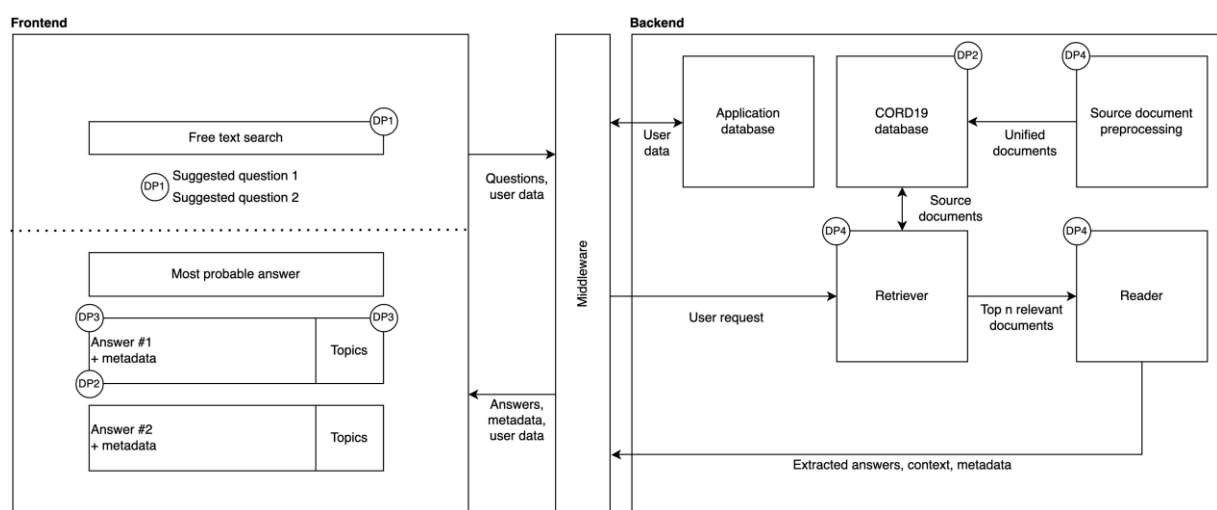 Frontend
Backend
DP1
Free text search
DP1
Suggested question 1
Suggested question 2
Most probable answer
DP3
DP3
Answer #1
+ metadata
Topics
DP2
Answer #2
+ metadata
Topics
Questions,
user data
Answers,
metadata,
user data
Middleware
User
data
Application
database
DP2
CORD19
database
Unified
documents
DP4
Source document
preprocessing
Source
documents
User request
DP4
Retriever
Top n relevant
documents
DP4
Reader
Extracted answers, context, metadata